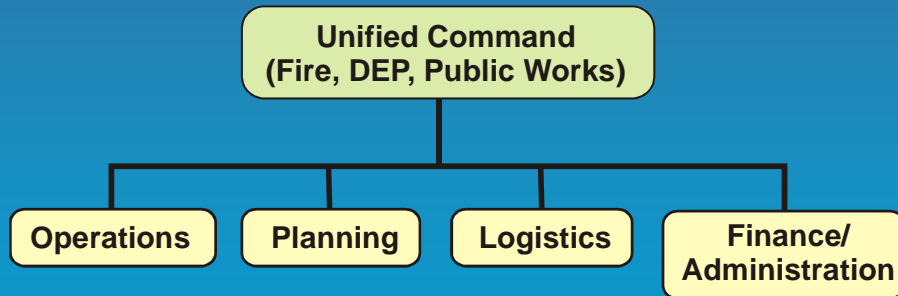 Unified Command
(Fire, DEP, Public Works)
Operations
Planning
Logistics
Finance/
Administration